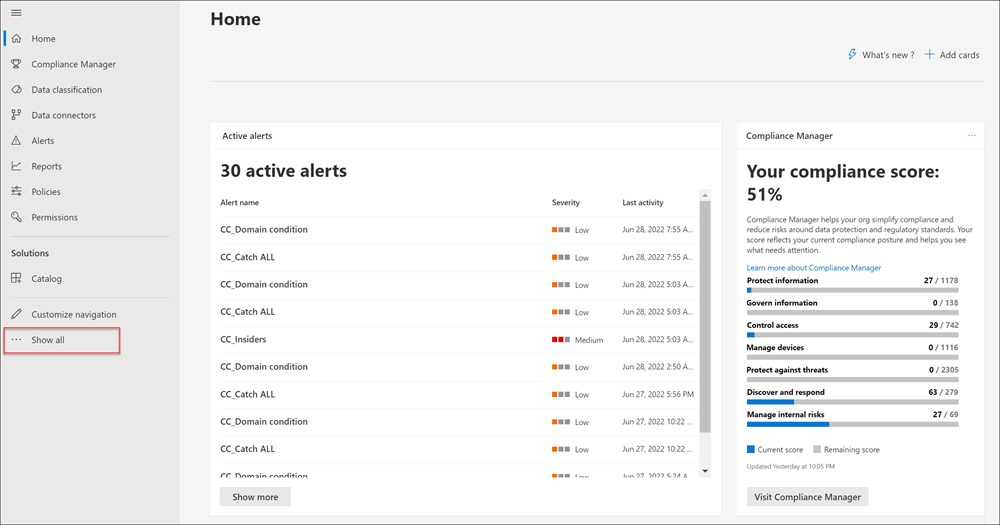 Home
Compliance Manager
Data classification
Data connectors
Alerts
Reports
Policies
Permissions
Solutions
Catalog
Customize navigation
Show all
Home
What's new ?
Add cards
Active alerts
30 active alerts
Alert name Severity Last activity
CC_Domain condition Low Jun 28, 2022 7:55 A...
CC_Catch ALL Low Jun 28, 2022 7:55 A...
CC_Domain condition Low Jun 28, 2022 5:03 A...
CC_Catch ALL Low Jun 28, 2022 5:03 A...
CC_Insiders Medium Jun 28, 2022 5:03 A...
CC_Domain condition Low Jun 28, 2022 2:50 A...
CC_Catch ALL Low Jun 27, 2022 5:56 PM
CC_Domain condition Low Jun 27, 2022 10:22 ...
CC_Catch ALL Low Jun 27, 2022 10:22 ...
CC_Domain condition Low Jun 27, 2022 5:24 A...
Show more
Compliance Manager
Your compliance score:
51%
Compliance Manager helps your org simplify compliance and
reduce risks around data protection and regulatory standards. Your
score reflects your current compliance posture and helps you see
what needs attention.
Learn more about Compliance Manager
Protect information 27 / 1178
Govern information 0 / 138
Control access 29 / 742
Manage devices 0 / 1116
Protect against threats 0 / 2305
Discover and respond 63 / 279
Manage internal risks 27 / 69
Current score Remaining score
Updated Yesterday at 10:05 PM
Visit Compliance Manager